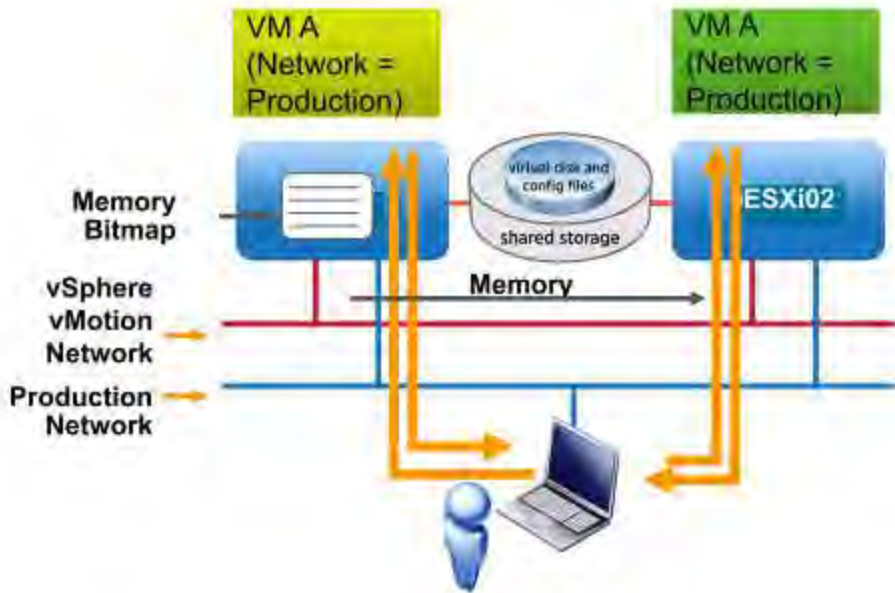 VM A
(Network =
Production)
VM A
(Network =
Production)
virtual disk and
config files
shared storage
ESXi02
Memory
Bitmap
Memory
vSphere
vMotion
Network
Production
Network